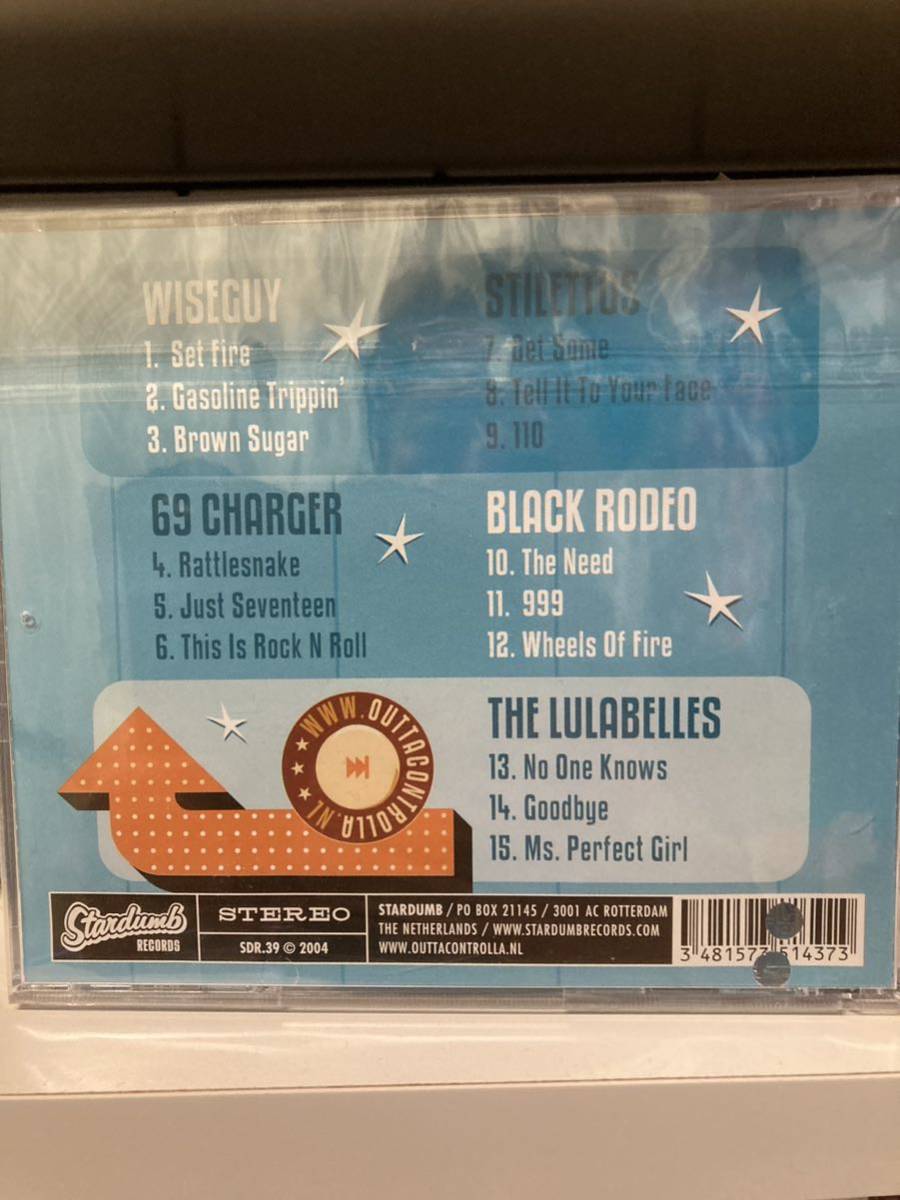 WISEGUY
1. Set Fire
2. Gasoline Trippin'
3. Brown Sugar
STILETTOS
7. Get Some
8. Tell It To Your Face
9. 110
69 CHARGER
4. Rattlesnake
5. Just Seventeen
6. This Is Rock N Roll
BLACK RODEO
10. The Need
11. 999
12. Wheels Of Fire
THE LULABELLES
13. No One Knows
14. Goodbye
15. Ms. Perfect Girl
WWW.OUTTACONTROLLA.NL
Stardumb
RECORDS
STEREO
SDR.39 © 2004
STARDUMB / PO BOX 21145 / 3001 AC ROTTERDAM
THE NETHERLANDS / WWW.STARDUMBRECORDS.COM
WWW.OUTTACONTROLLA.NL
3 481573 14373